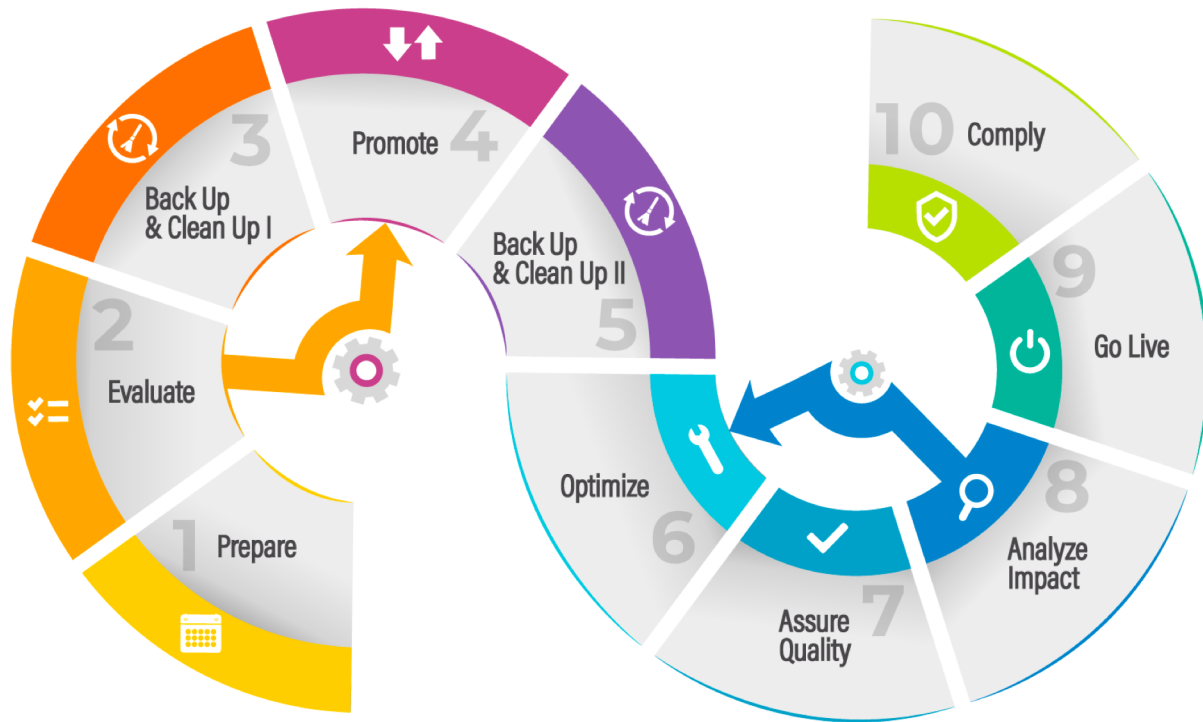 1
Prepare
2
Evaluate
3
Back Up
& Clean Up I
4
Promote
5
Back Up
& Clean Up II
6
Optimize
7
Assure
Quality
8
Analyze
Impact
9
Go Live
10
Comply